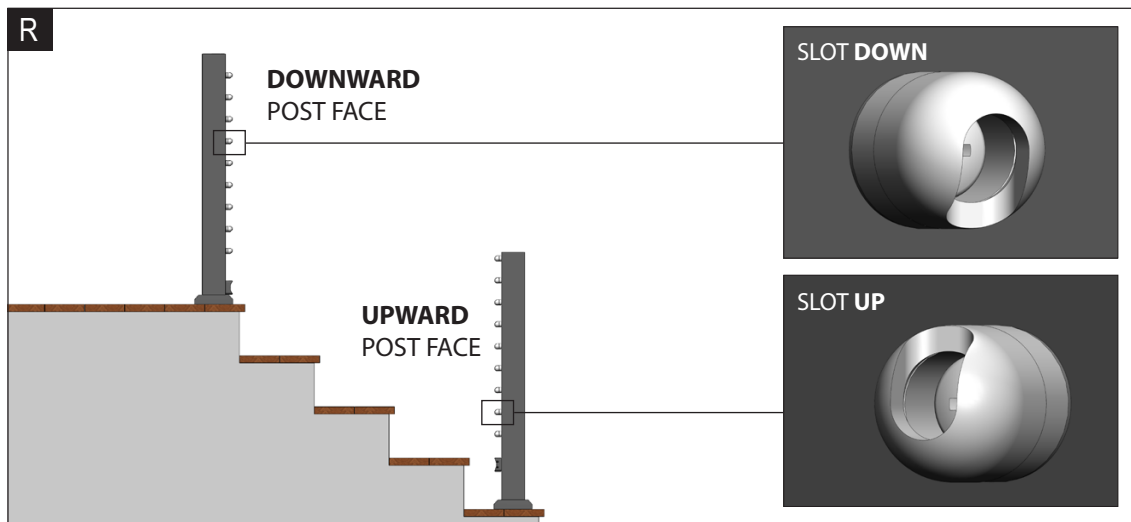 R
DOWNWARD
POST FACE
SLOT DOWN
UPWARD
POST FACE
SLOT UP